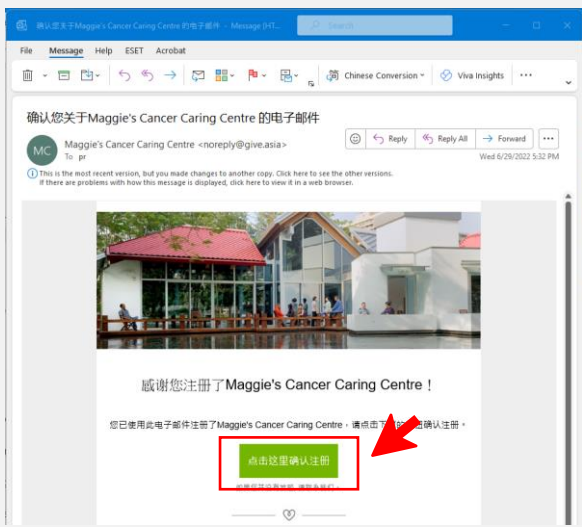 确认您关于Maggie's Cancer Caring Centre 的电子邮件 - Message (HT...
Search
File Message Help ESET Acrobat
Chinese Conversion
Viva Insights
确认您关于Maggie's Cancer Caring Centre 的电子邮件
MC
Maggie's Cancer Caring Centre <noreply@give.asia>
Reply Reply All Forward
To pr
Wed 6/29/2022 5:32 PM
This is the most recent version, but you made changes to another copy. Click here to see the other versions.
If there are problems with how this message is displayed, click here to view it in a web browser.
感谢您注册了Maggie's Cancer Caring Centre！
您已使用此电子邮件注册了Maggie's Cancer Caring Centre，请点击下 确认注册。
点击这里确认注册